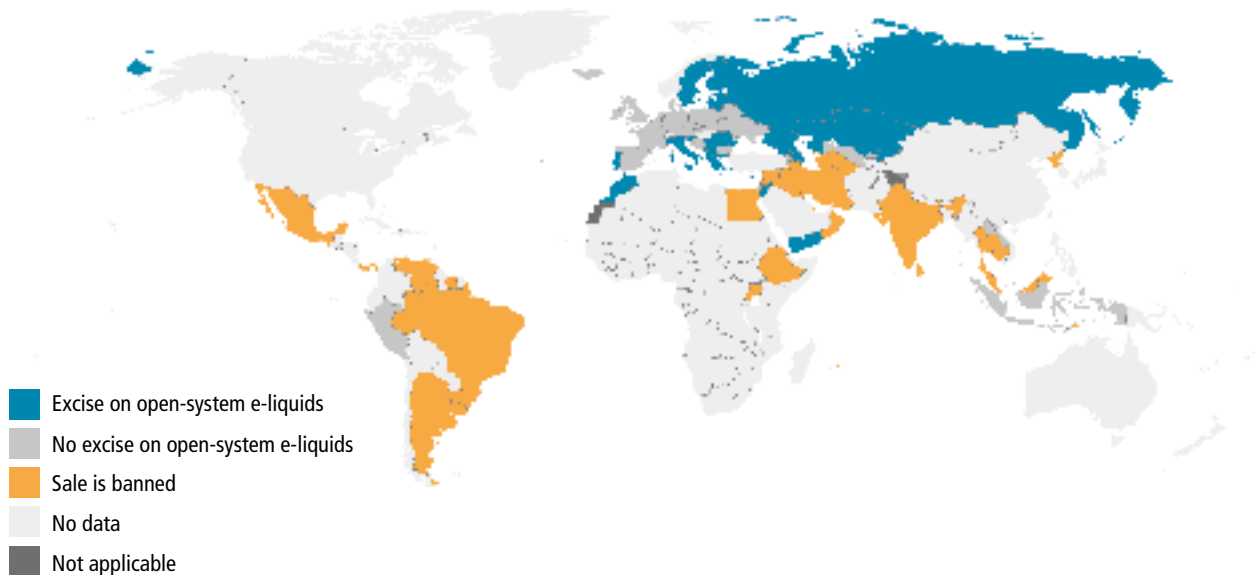 Excise on open-system e-liquids
No excise on open-system e-liquids
Sale is banned
No data
Not applicable